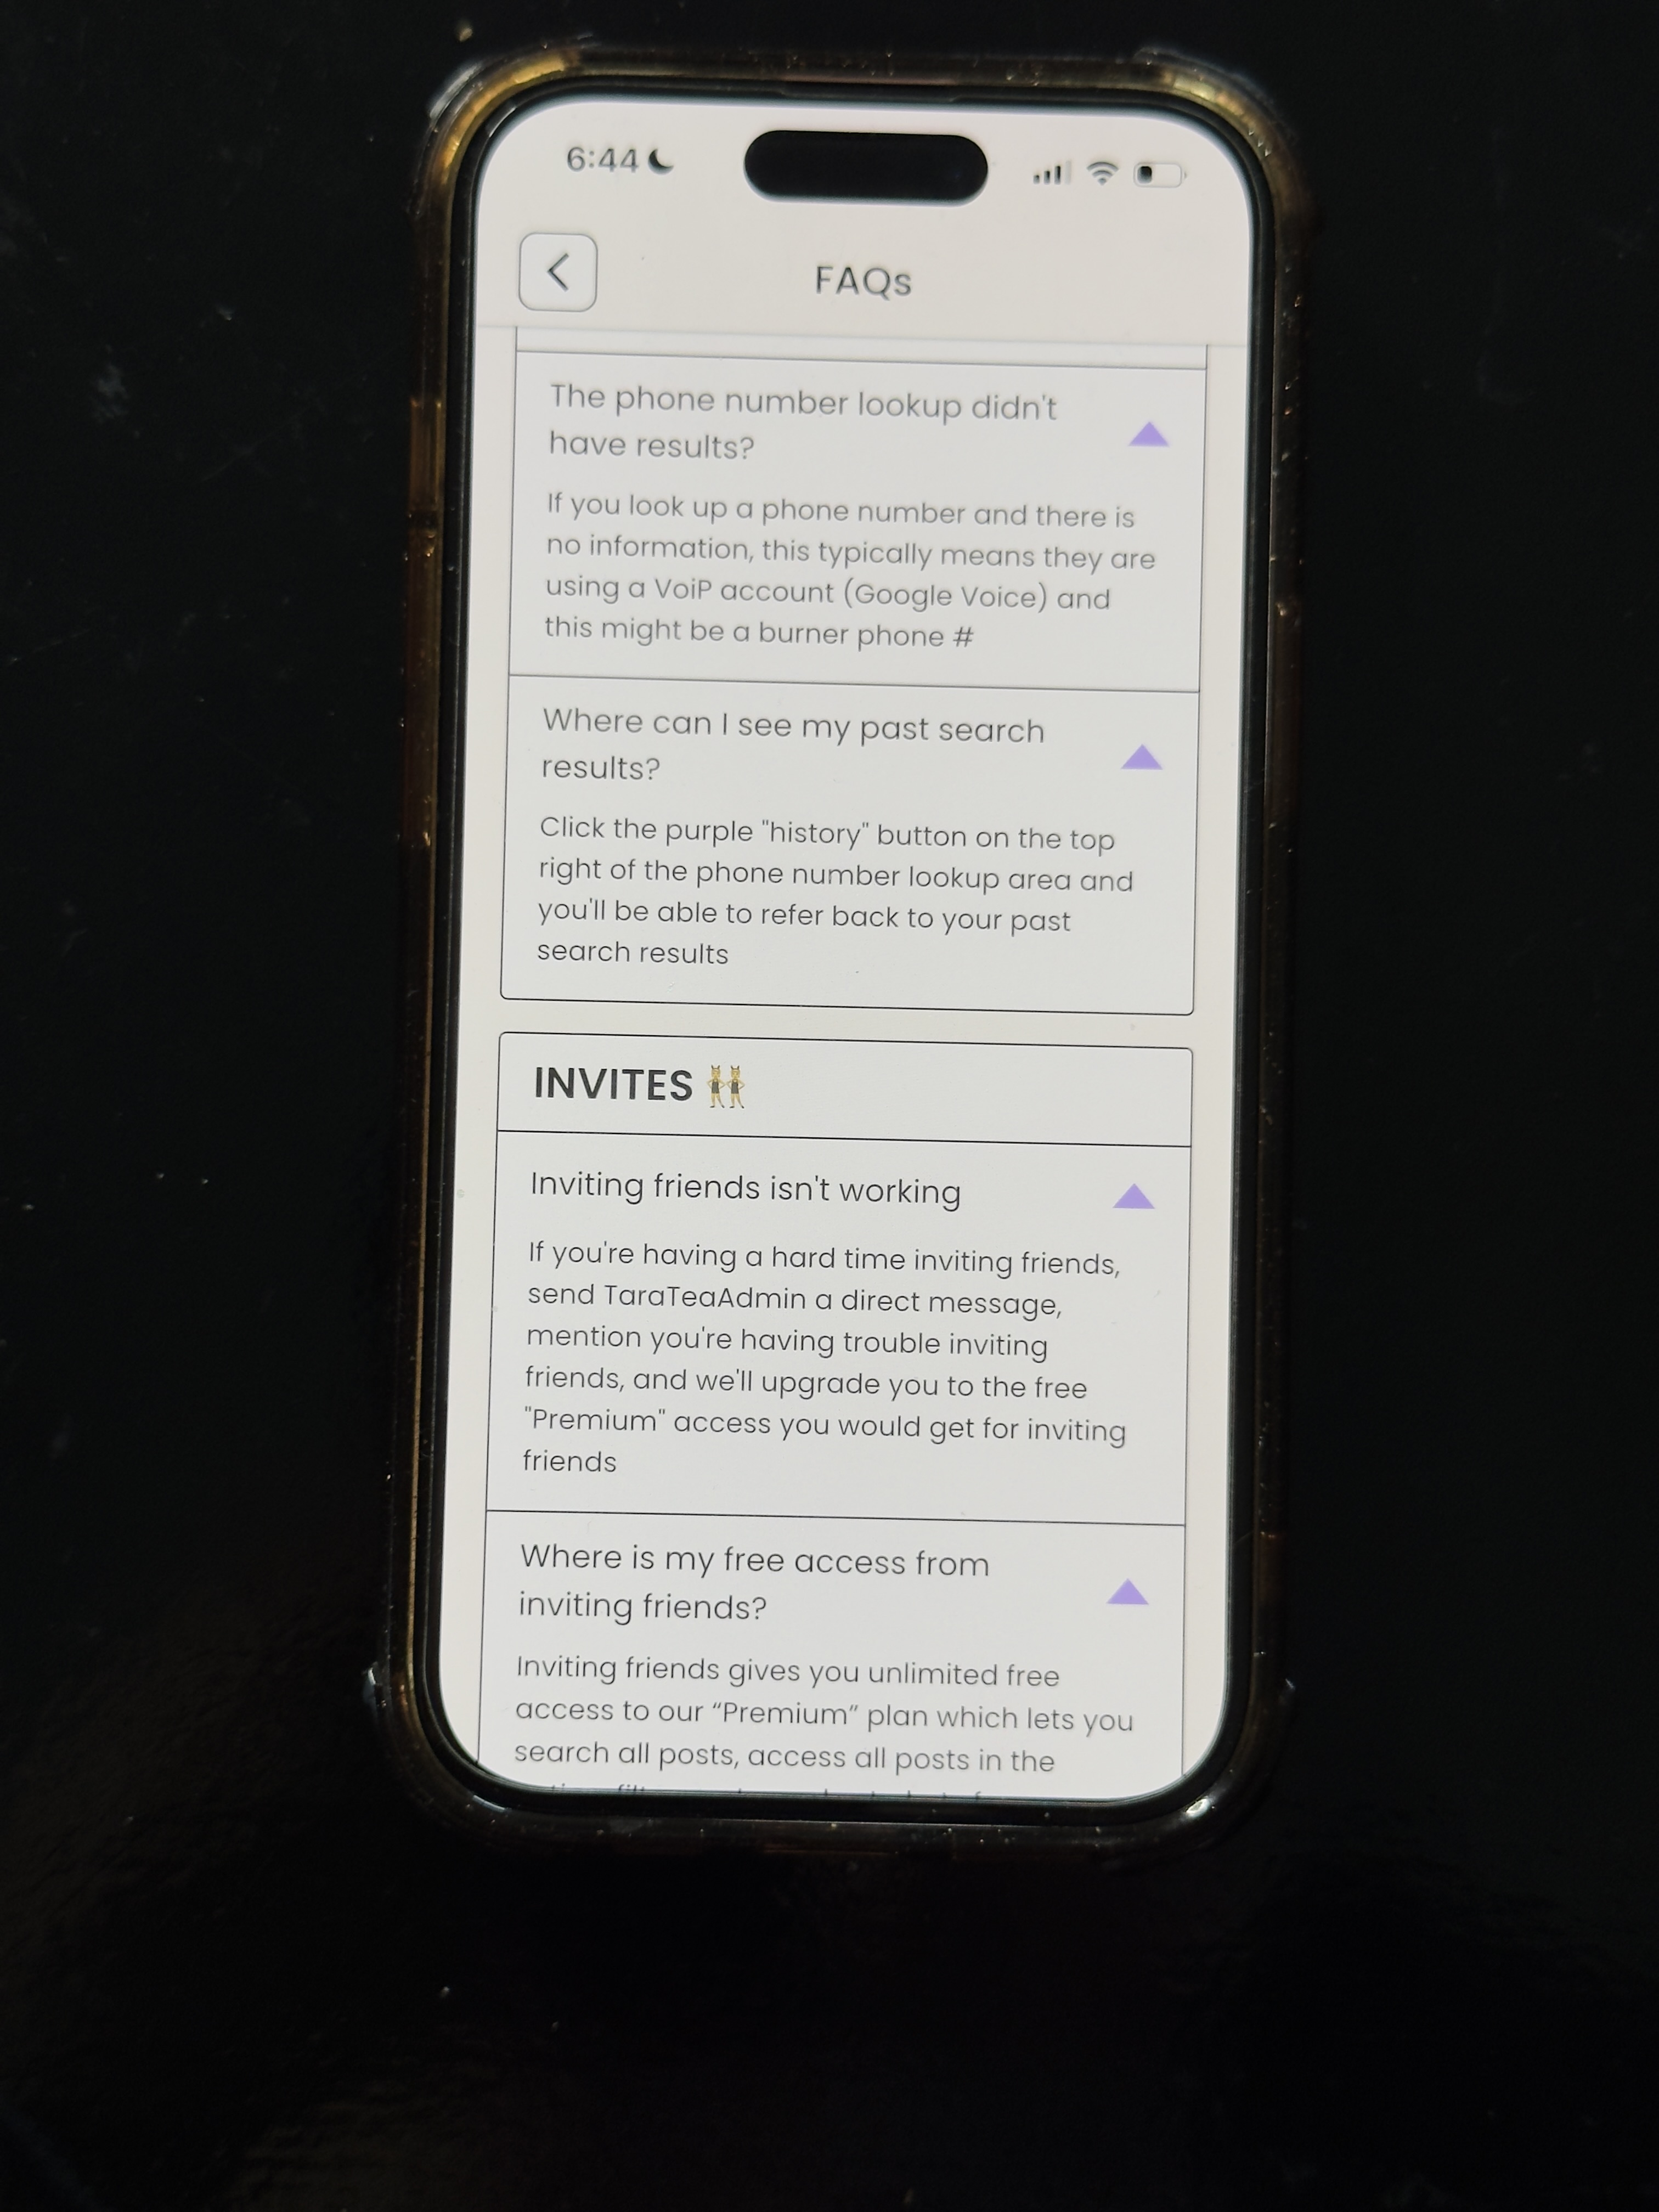 6:44
FAQs
The phone number lookup didn't
have results?
If you look up a phone number and there is
no information, this typically means they are
using a VoiP account (Google Voice) and
this might be a burner phone #
Where can I see my past search
results?
Click the purple "history" button on the top
right of the phone number lookup area and
you'll be able to refer back to your past
search results
INVITES 👯
Inviting friends isn't working
If you're having a hard time inviting friends,
send TaraTeaAdmin a direct message,
mention you're having trouble inviting
friends, and we'll upgrade you to the free
"Premium" access you would get for inviting
friends
Where is my free access from
inviting friends?
Inviting friends gives you unlimited free
access to our “Premium” plan which lets you
search all posts, access all posts in the